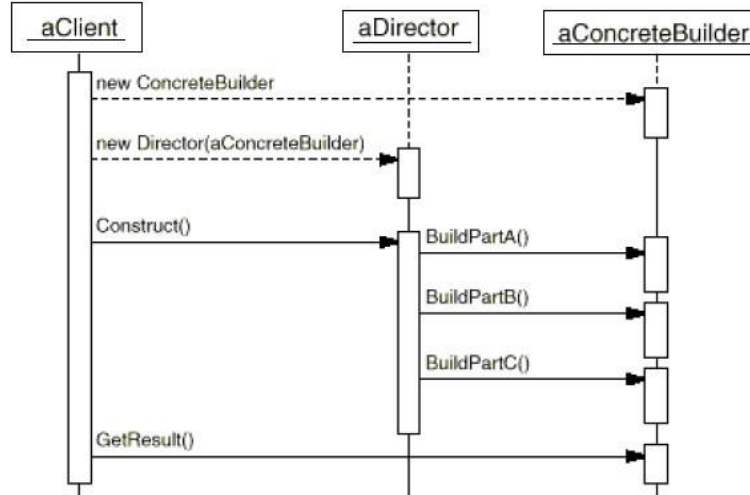 aClient
aDirector
aConcreteBuilder
new ConcreteBuilder
new Director(aConcreteBuilder)
Construct()
BuildPartA()
BuildPartB()
BuildPartC()
GetResult()